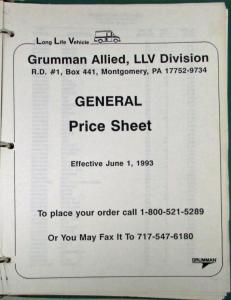 Long Life Vehicle
Grumman Allied, LLV Division
R.D. #1, Box 441, Montgomery, PA 17752-9734
GENERAL
Price Sheet
Effective June 1, 1993
To place your order call 1-800-521-5289
Or You May Fax It To 717-547-6180
GRUMMAN